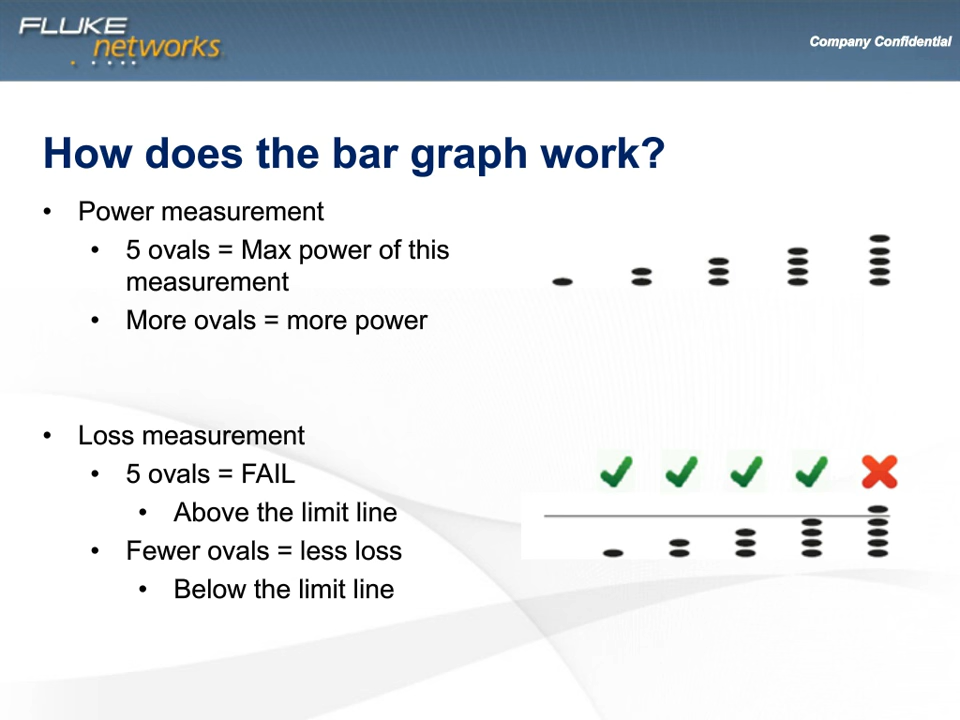 FLUKE
networks
Company Confidential
How does the bar graph work?
• Power measurement
• 5 ovals = Max power of this
measurement
• More ovals = more power
• Loss measurement
• 5 ovals = FAIL
• Above the limit line
• Fewer ovals = less loss
• Below the limit line